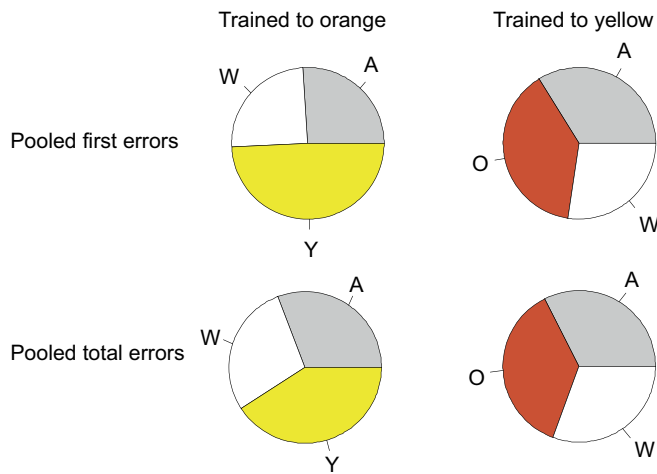 Trained to orange
Trained to yellow
W
A
A
Pooled first errors
O
W
Y
A
A
W
Pooled total errors
O
W
Y